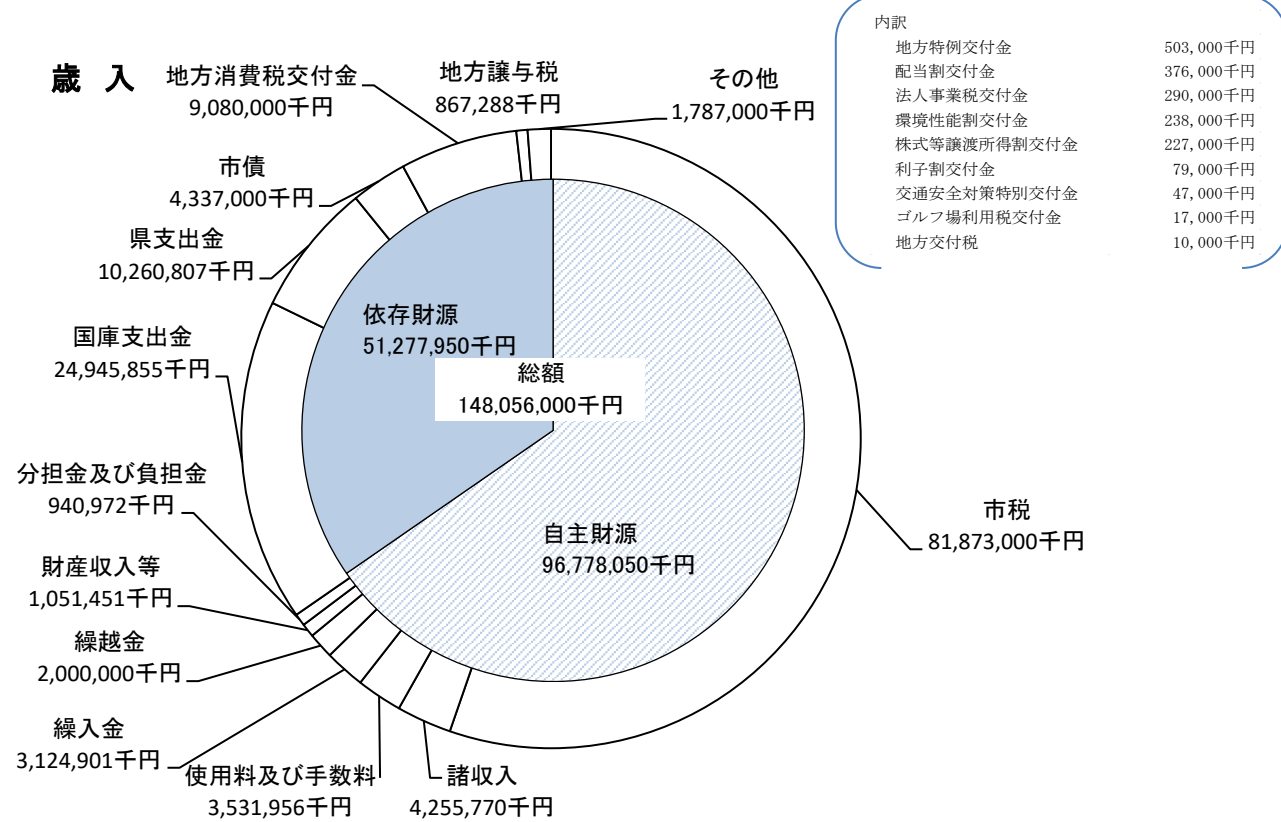 歳 入
内訳
地方特例交付金 503,000千円
配当割交付金 376,000千円
法人事業税交付金 290,000千円
環境性能割交付金 238,000千円
株式等譲渡所得割交付金 227,000千円
利子割交付金 79,000千円
交通安全対策特別交付金 47,000千円
ゴルフ場利用税交付金 17,000千円
地方交付税 10,000千円
地方消費税交付金
9,080,000千円
地方譲与税
867,288千円
その他
1,787,000千円
市債
4,337,000千円
県支出金
10,260,807千円
国庫支出金
24,945,855千円
依存財源
51,277,950千円
総額
148,056,000千円
自主財源
96,778,050千円
市税
81,873,000千円
分担金及び負担金
940,972千円
財産収入等
1,051,451千円
繰越金
2,000,000千円
繰入金
3,124,901千円
使用料及び手数料
3,531,956千円
諸収入
4,255,770千円